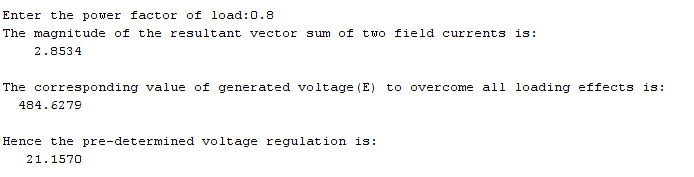 Enter the power factor of load:0.8
The magnitude of the resultant vector sum of two field currents is:
2.8534
The corresponding value of generated voltage(E) to overcome all loading effects is:
484.6279
Hence the pre-determined voltage regulation is:
21.1570